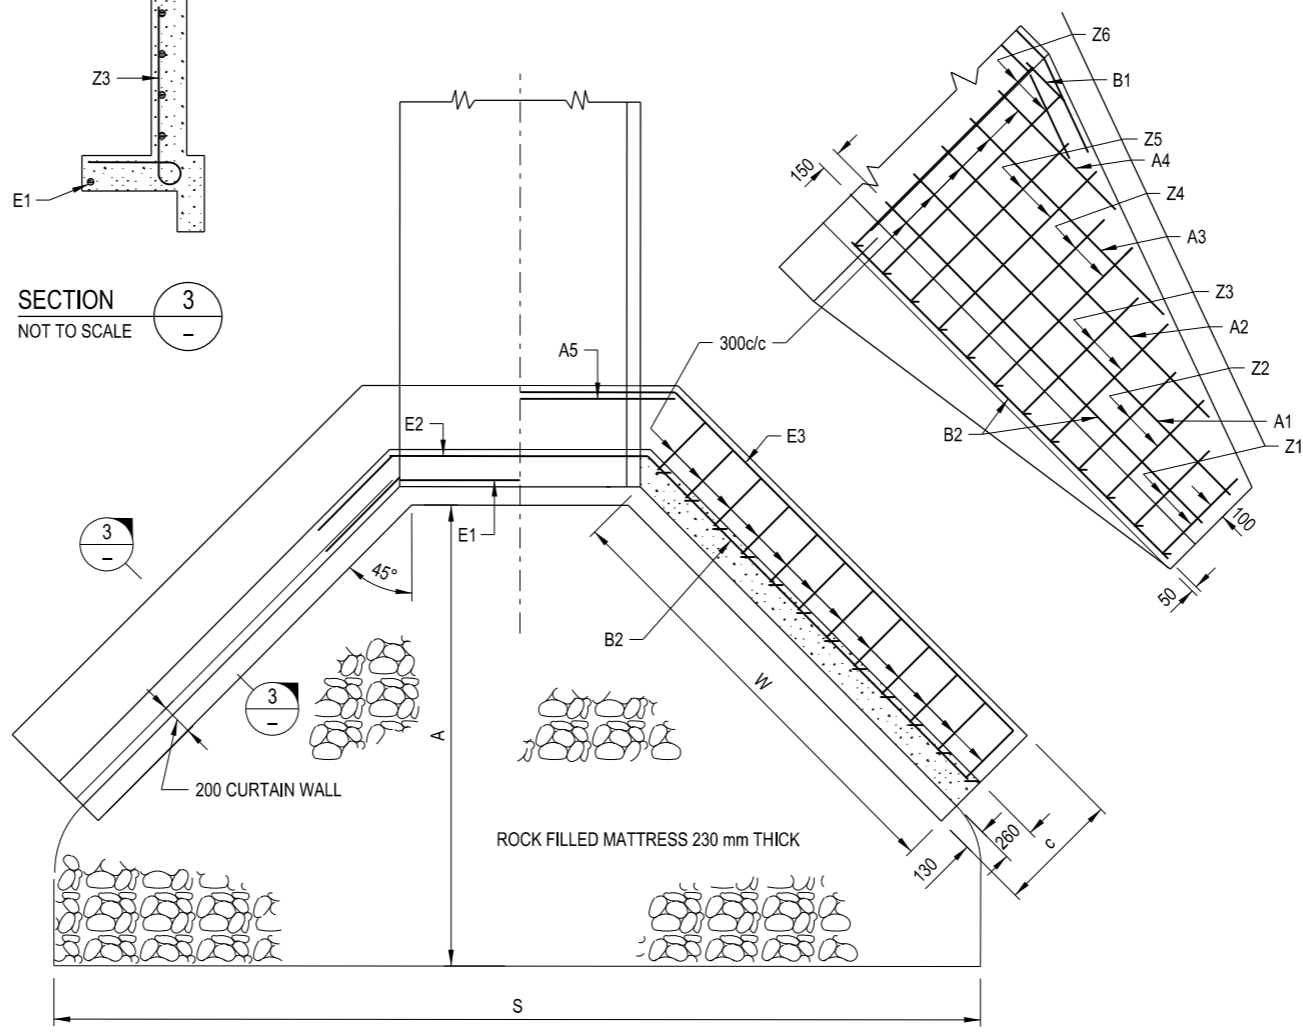 Z3
E1
SECTION
NOT TO SCALE
3
–
Z6
B1
Z5
A4
Z4
A3
Z3
A2
Z2
A1
Z1
B2
150
100
50
300c/c
A5
E2
E3
E1
45°
B2
W
A
3
–
3
–
200 CURTAIN WALL
ROCK FILLED MATTRESS 230 mm THICK
130
260
c
S